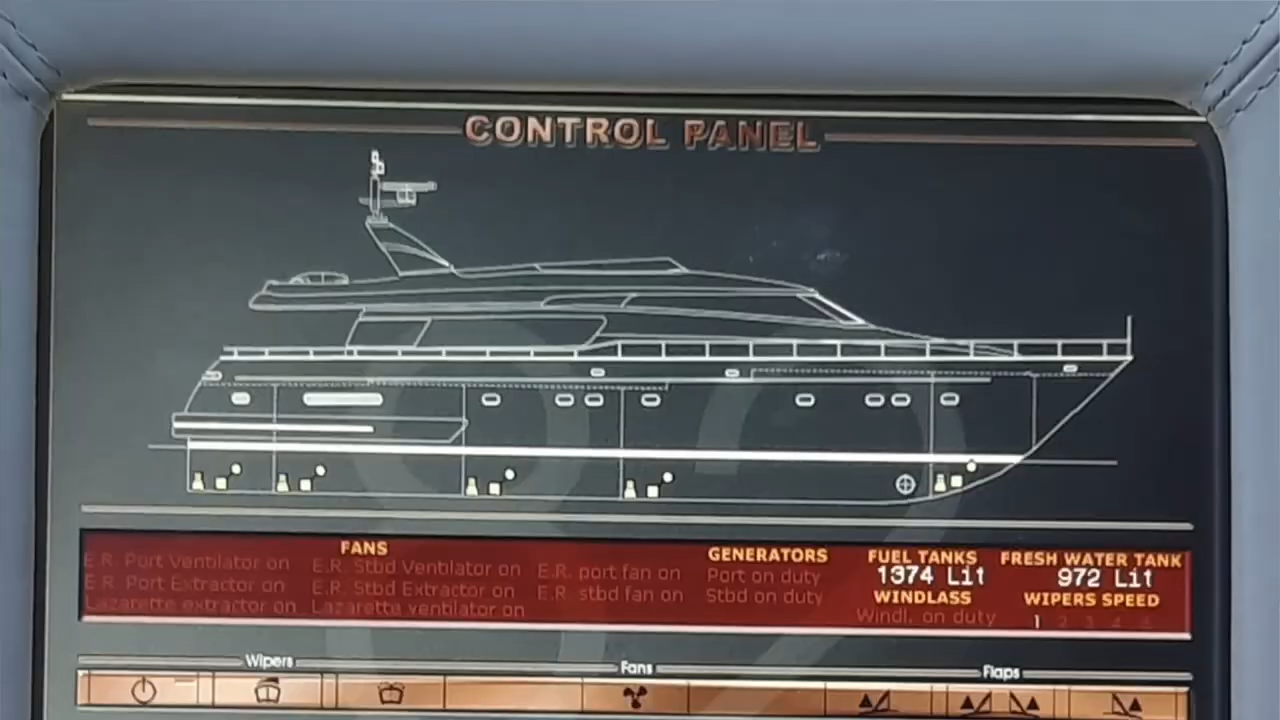 CONTROL PANEL
FANS
E.R. Port Ventilator on
E.R. Stbd Ventilator on
E.R. port fan on
E.R. Port Extractor on
E.R. Stbd Extractor on
E.R. stbd fan on
Lazarette extractor on
Lazarette ventilator on
GENERATORS
Port on duty
Stbd on duty
FUEL TANKS
1374 Lit
WINDLASS
Windl. on duty
FRESH WATER TANK
972 Lit
WIPERS SPEED
1 2 3 4
Wipers
Fans
Flaps